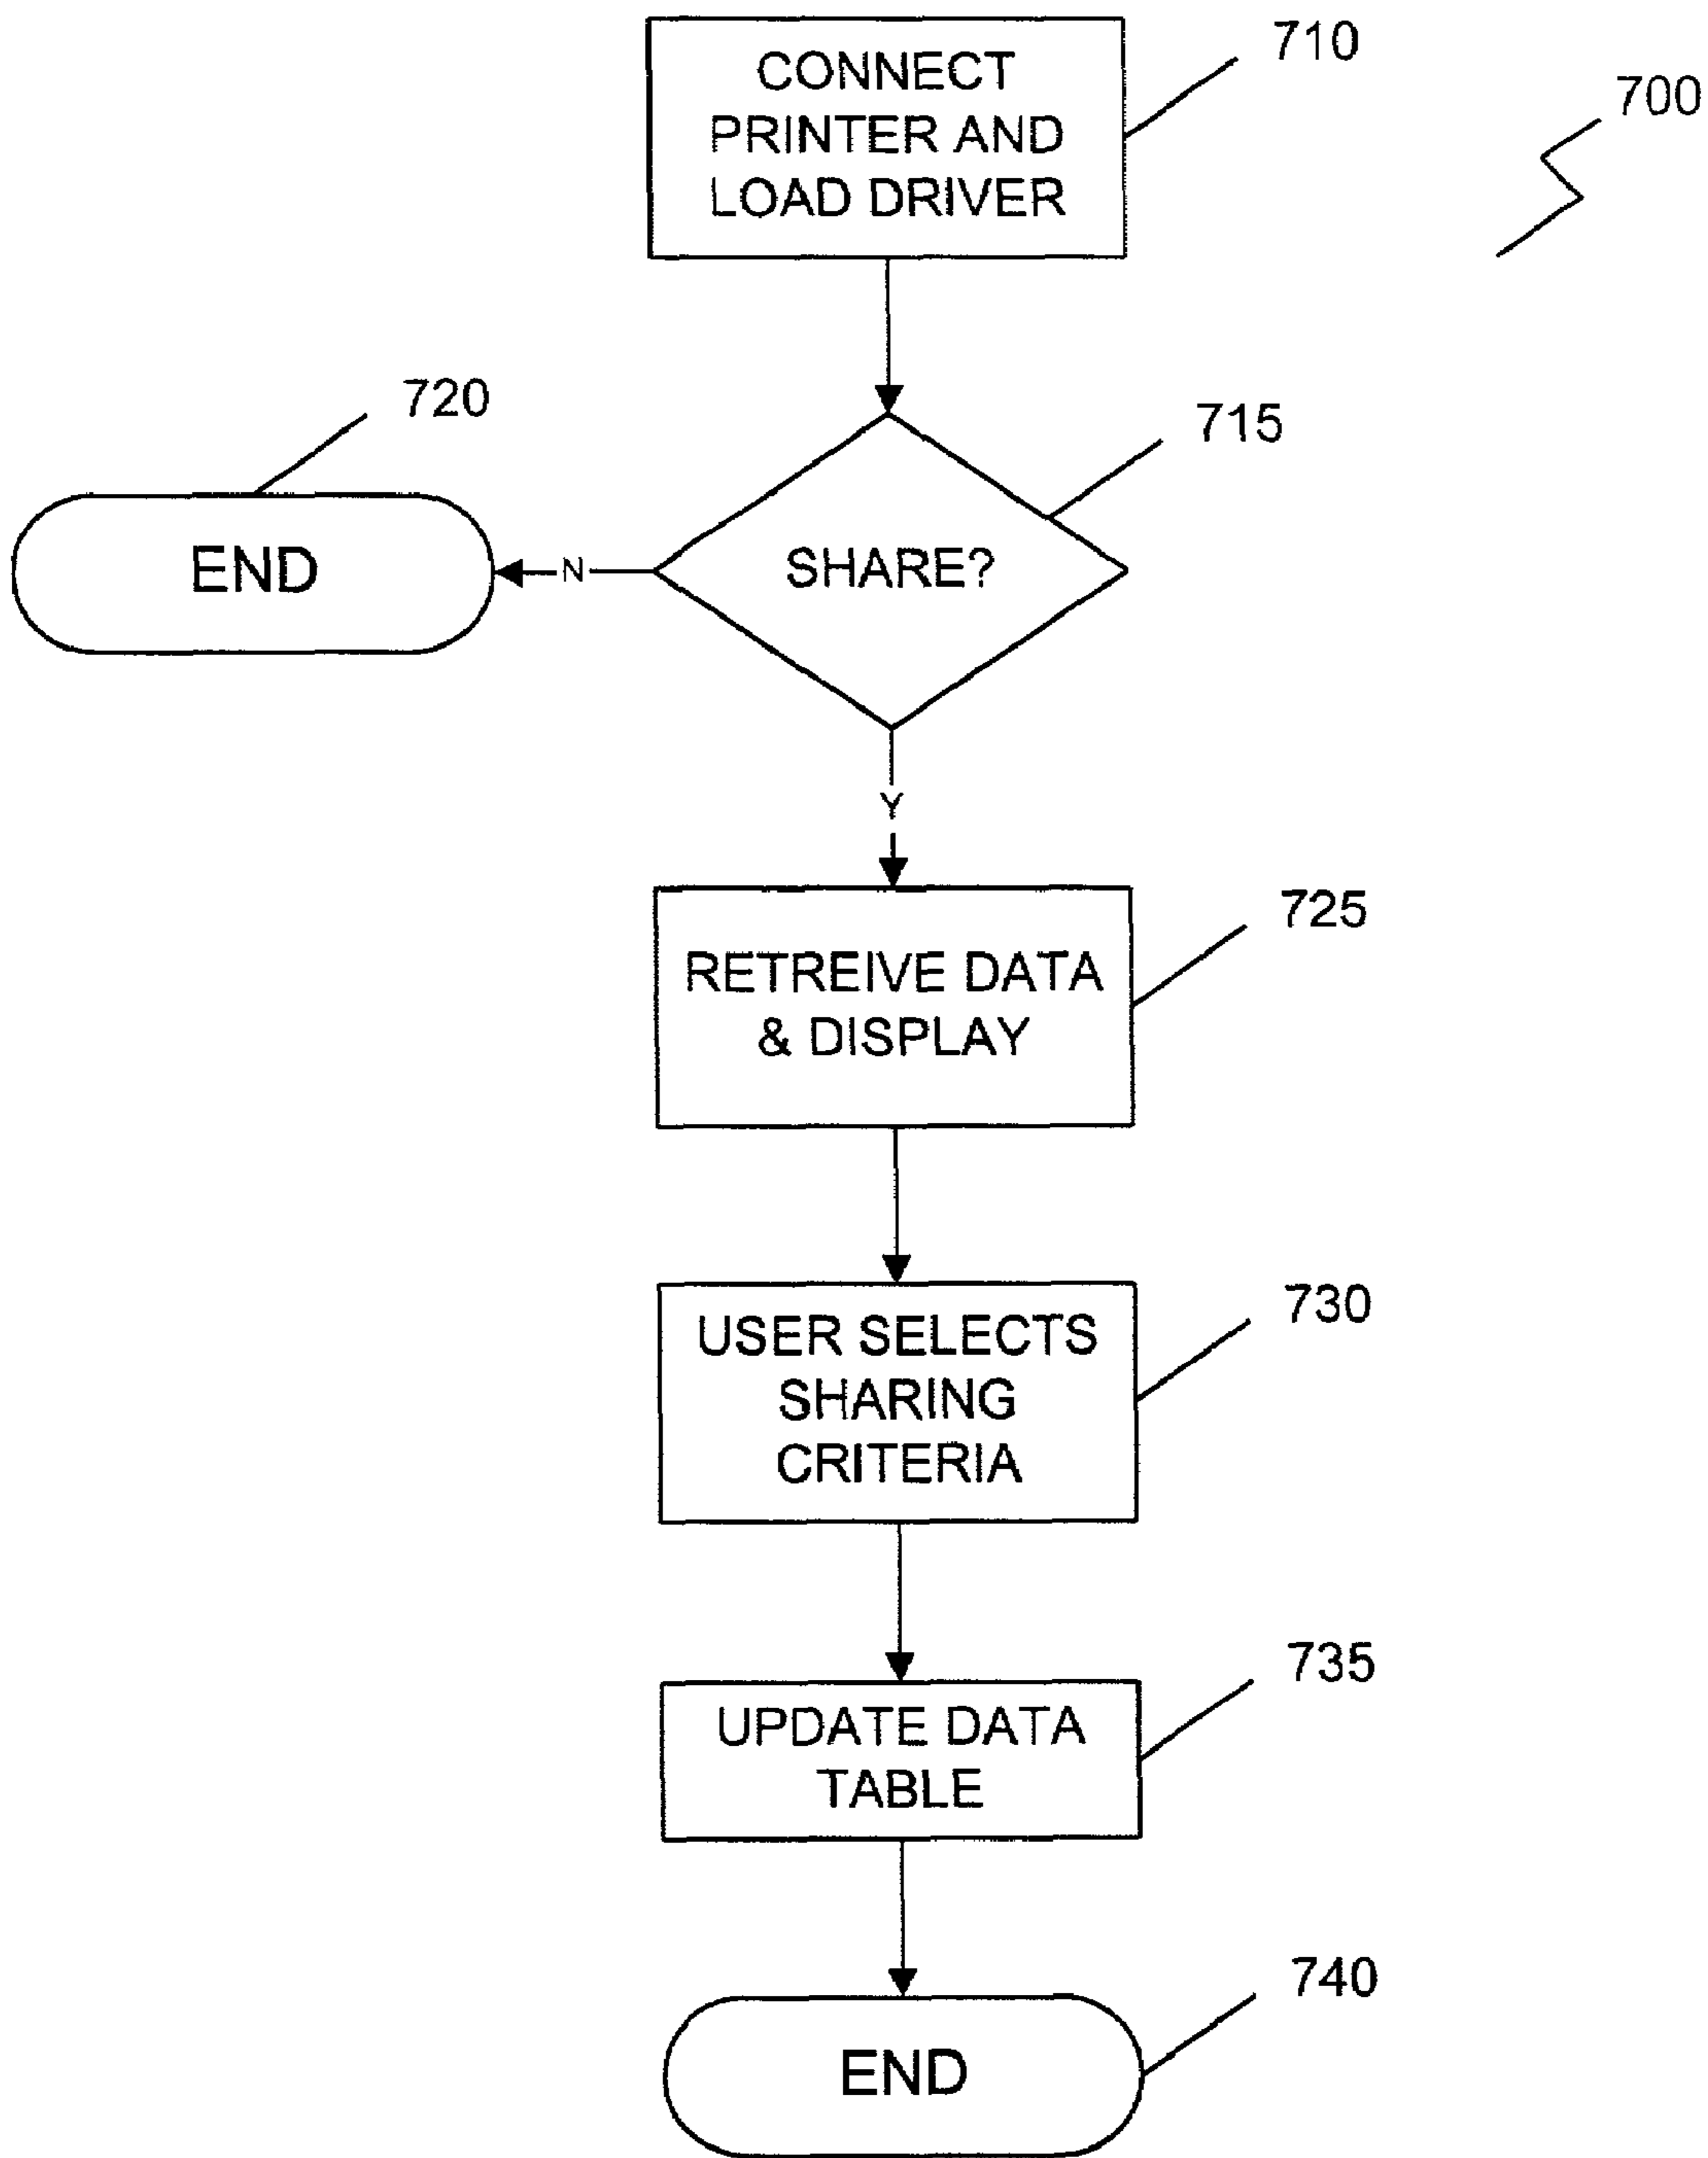 CONNECT
PRINTER AND
LOAD DRIVER
710
700
720
715
END
N
SHARE?
Y
725
RETREIVE DATA
& DISPLAY
730
USER SELECTS
SHARING
CRITERIA
735
UPDATE DATA
TABLE
740
END